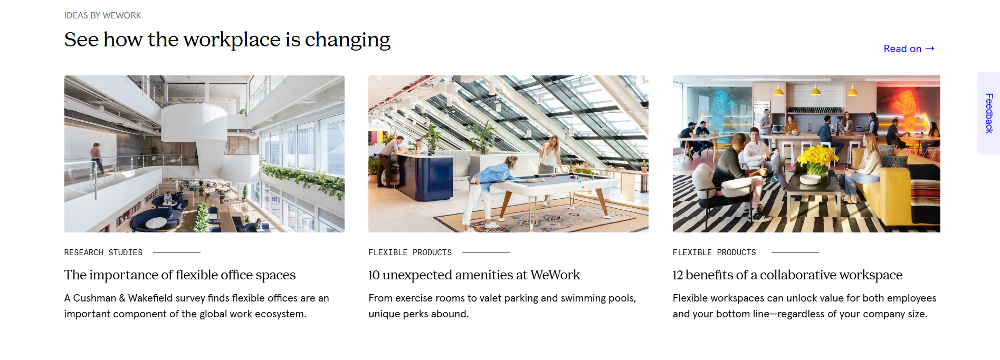 IDEAS BY WEWORK
See how the workplace is changing
Read on →
Feedback
RESEARCH STUDIES
The importance of flexible office spaces
A Cushman & Wakefield survey finds flexible offices are an
important component of the global work ecosystem.
FLEXIBLE PRODUCTS
10 unexpected amenities at WeWork
From exercise rooms to valet parking and swimming pools,
unique perks abound.
FLEXIBLE PRODUCTS
12 benefits of a collaborative workspace
Flexible workspaces can unlock value for both employees
and your bottom line—regardless of your company size.